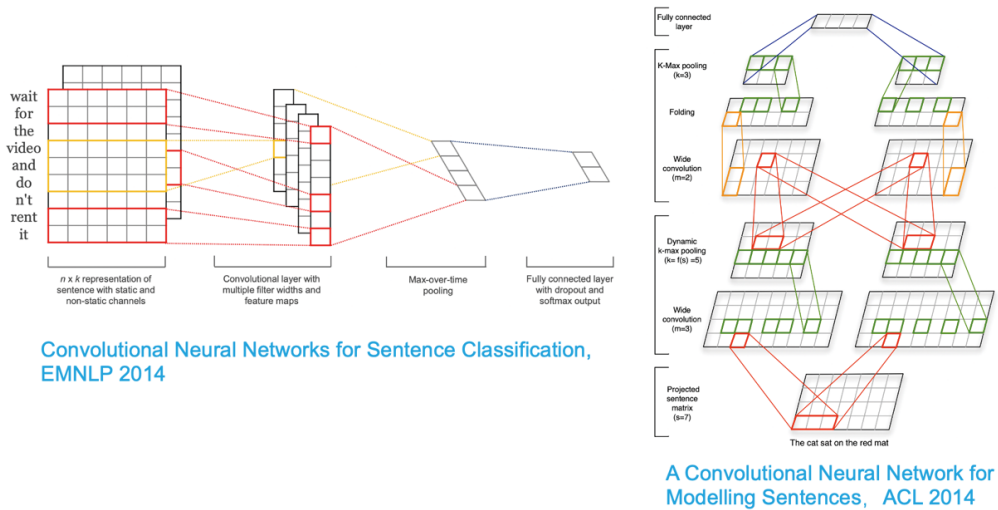 wait
for
the
video
and
do
n't
rent
it
n x k representation of
sentence with static and
non-static channels
Convolutional layer with
multiple filter widths and
feature maps
Max-over-time
pooling
Fully connected layer
with dropout and
softmax output
Convolutional Neural Networks for Sentence Classification,
EMNLP 2014
Fully connected
layer
K-Max pooling
(k=3)
Folding
Wide
convolution
(m=2)
Dynamic
k-max pooling
(k= f(s) =5)
Wide
convolution
(m=3)
Projected
sentence
matrix
(s=7)
The cat sat on the red mat
A Convolutional Neural Network for
Modelling Sentences, ACL 2014